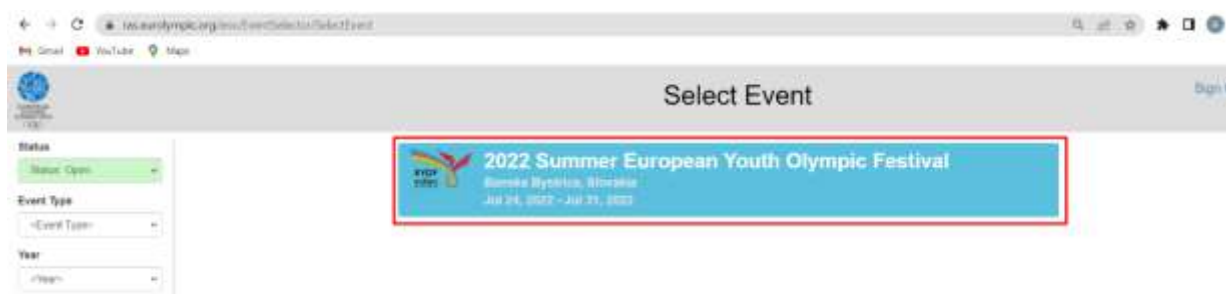 Gmail YouTube Maps
Select Event
Sign
Status
Status: Open
2022 Summer European Youth Olympic Festival
Banska Bystrica, Slovakia
Jul 24, 2022 - Jul 31, 2022
Event Type
<Event Type>
Year
<Year>